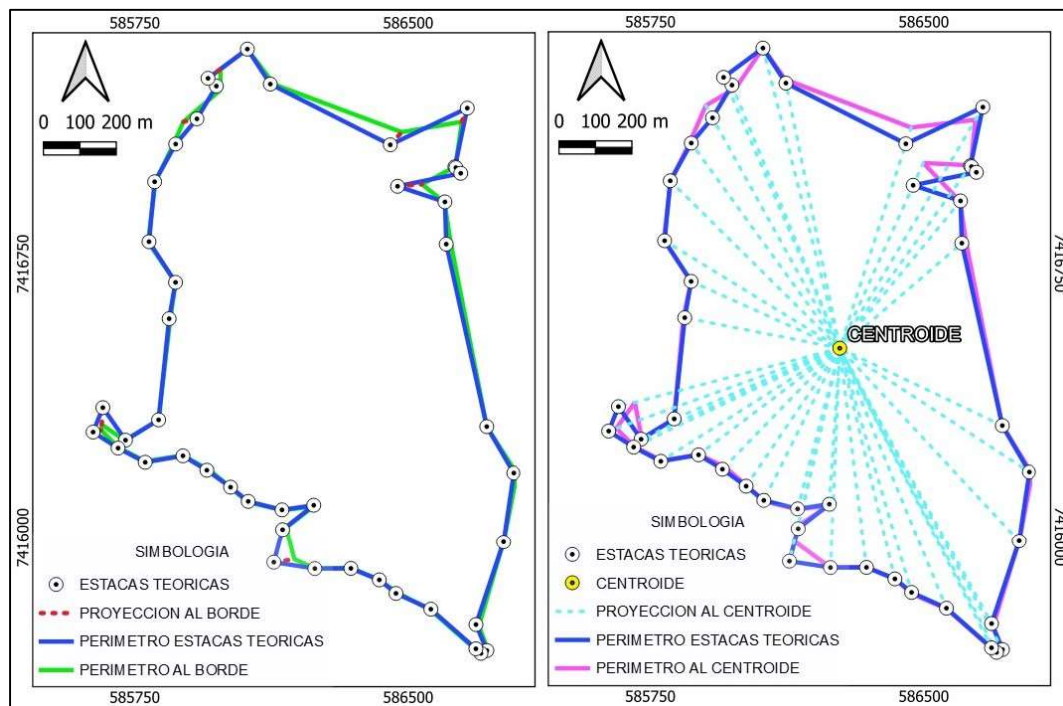 585750 586500
585750 586500
0 100 200 m
0 100 200 m
7416750
7416750
CENTROIDE
7416000
7416000
SIMBOLOGIA
ESTACAS TEORICAS
PROYECCION AL BORDE
PERIMETRO ESTACAS TEORICAS
PERIMETRO AL BORDE
SIMBOLOGIA
ESTACAS TEORICAS
CENTROIDE
PROYECCION AL CENTROIDE
PERIMETRO ESTACAS TEORICAS
PERIMETRO AL CENTROIDE
585750 586500
585750 586500